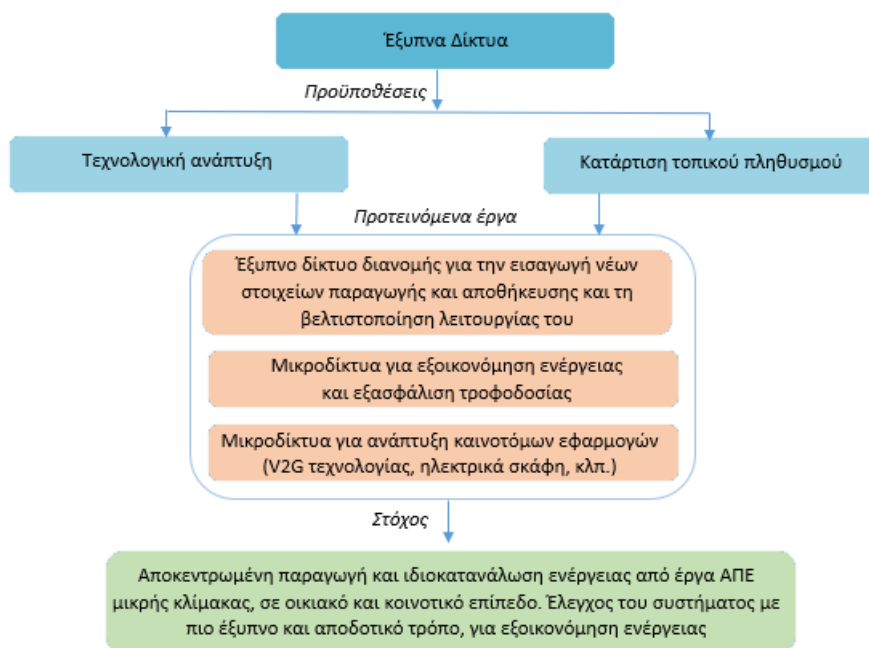 Έξυπνα Δίκτυα
Προϋποθέσεις
Τεχνολογική ανάπτυξη
Κατάρτιση τοπικού πληθυσμού
Προτεινόμενα έργα
Έξυπνο δίκτυο διανομής για την εισαγωγή νέων
στοιχείων παραγωγής και αποθήκευσης και τη
βελτιστοποίηση λειτουργίας του
Μικροδίκτυα για εξοικονόμηση ενέργειας
και εξασφάλιση τροφοδοσίας
Μικροδίκτυα για ανάπτυξη καινοτόμων εφαρμογών
(V2G τεχνολογίας, ηλεκτρικά σκάφη, κλπ.)
Στόχος
Αποκεντρωμένη παραγωγή και ιδιοκατανάλωση ενέργειας από έργα ΑΠΕ
μικρής κλίμακας, σε οικιακό και κοινοτικό επίπεδο. Έλεγχος του συστήματος με
πιο έξυπνο και αποδοτικό τρόπο, για εξοικονόμηση ενέργειας